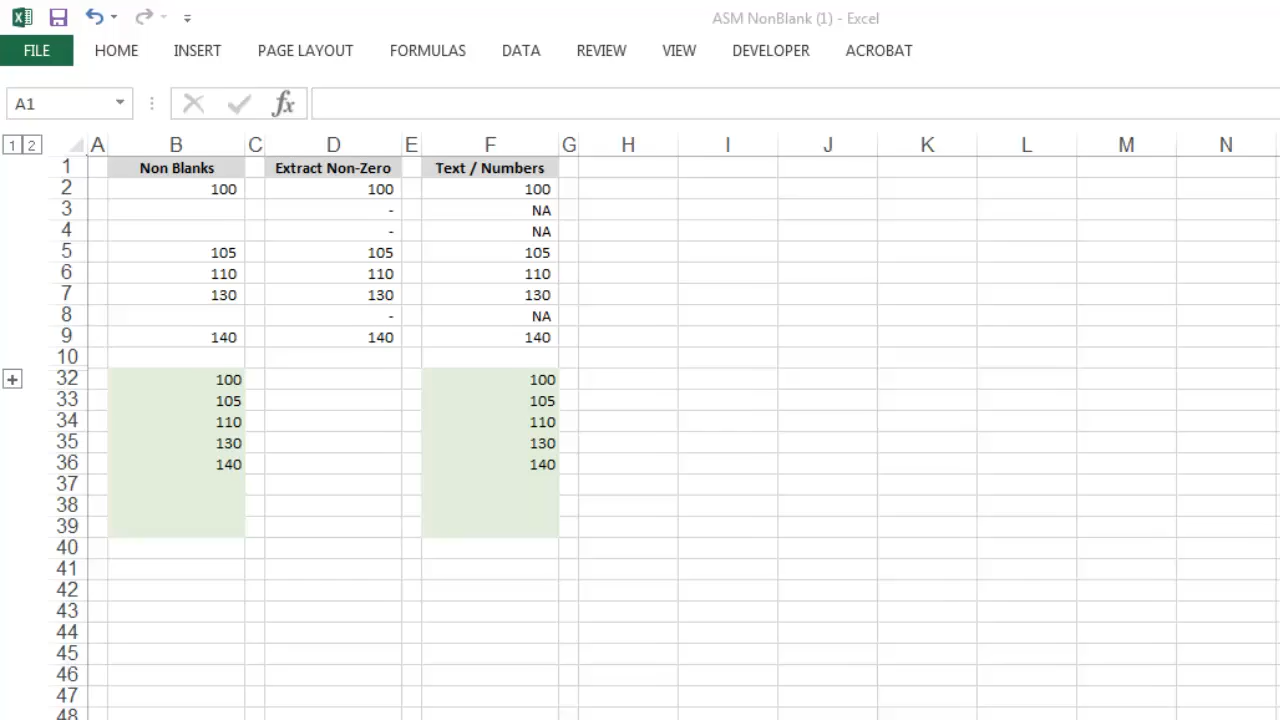 ASM NonBlank (1) - Excel
FILE HOME INSERT PAGE LAYOUT FORMULAS DATA REVIEW VIEW DEVELOPER ACROBAT
A1 fx
1 2 A B C D E F G H I J K L M N
1 Non Blanks Extract Non-Zero Text / Numbers
2 100 100 100
3 - NA
4 - NA
5 105 105 105
6 110 110 110
7 130 130 130
8 - NA
9 140 140 140
10
32 100 100
33 105 105
34 110 110
35 130 130
36 140 140
37
38
39
40
41
42
43
44
45
46
47
48